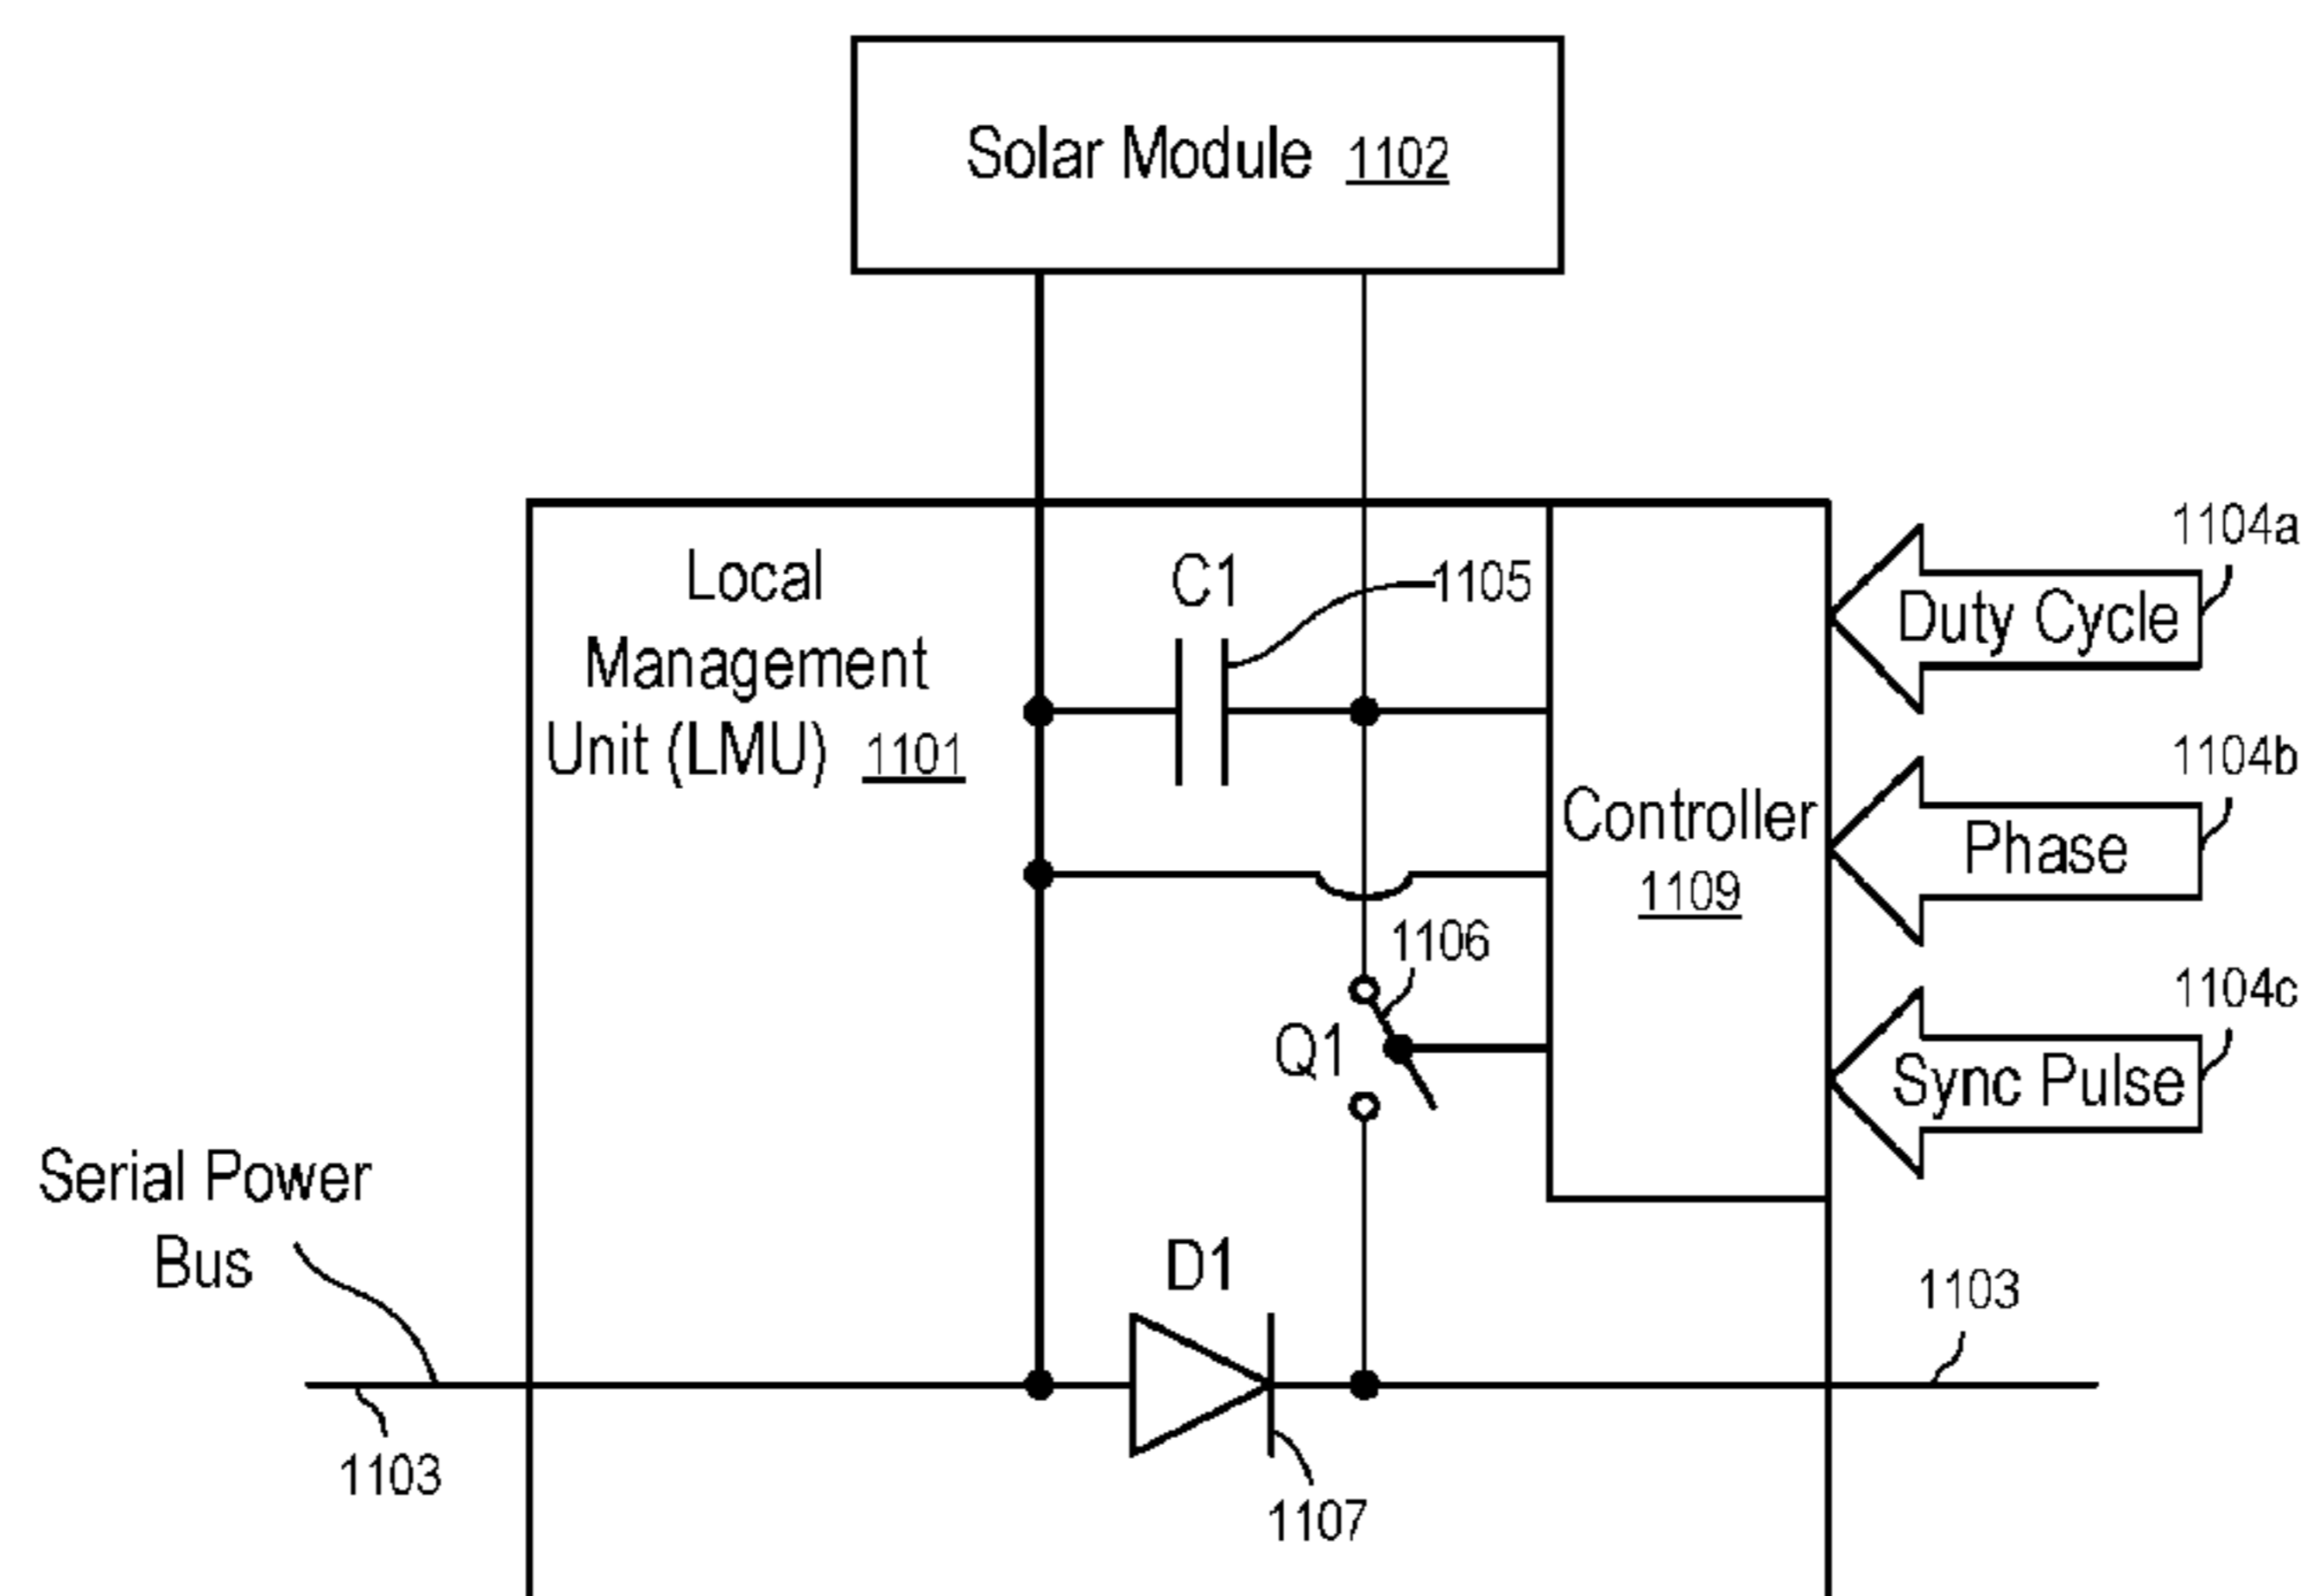 Solar Module 1102
Local
Management
Unit (LMU) 1101
C1
1105
Controller
1109
1104a
Duty Cycle
1104b
Phase
1104c
Sync Pulse
1106
Q1
Serial Power
Bus
D1
1103
1103
1107